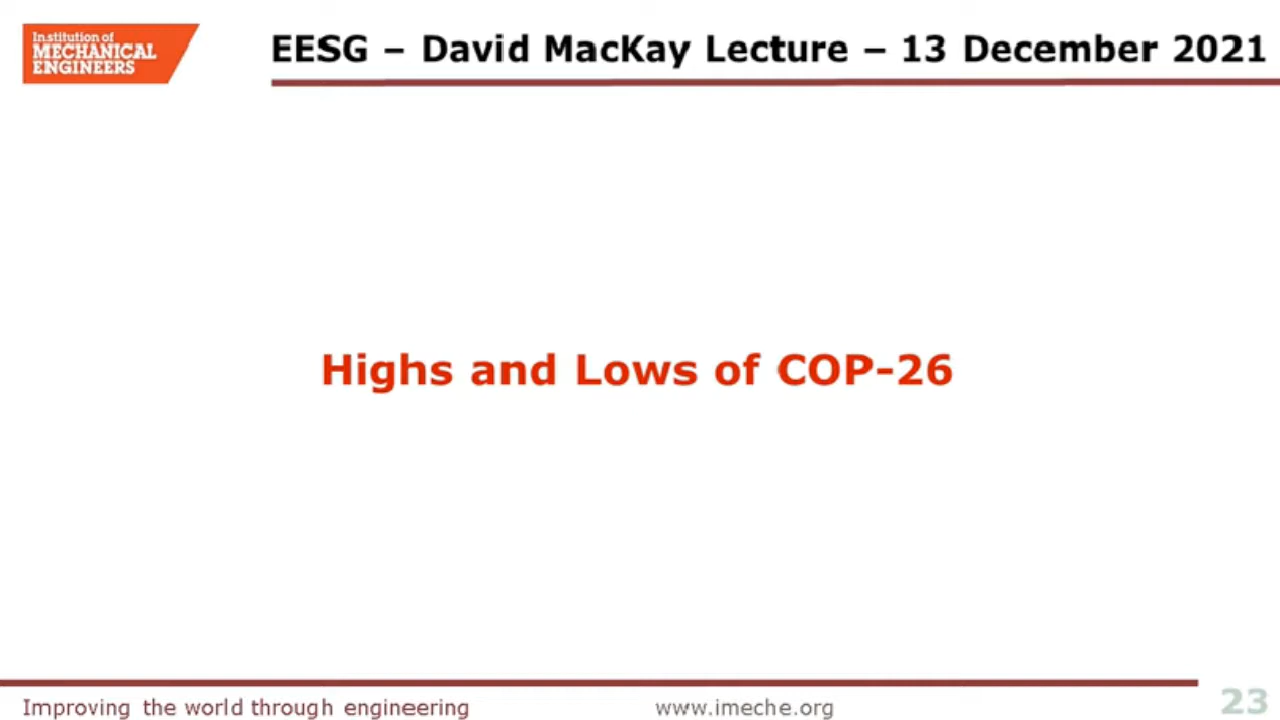 Institution of
MECHANICAL
ENGINEERS
EESG – David MacKay Lecture – 13 December 2021
Highs and Lows of COP-26
Improving the world through engineering
www.imeche.org
23